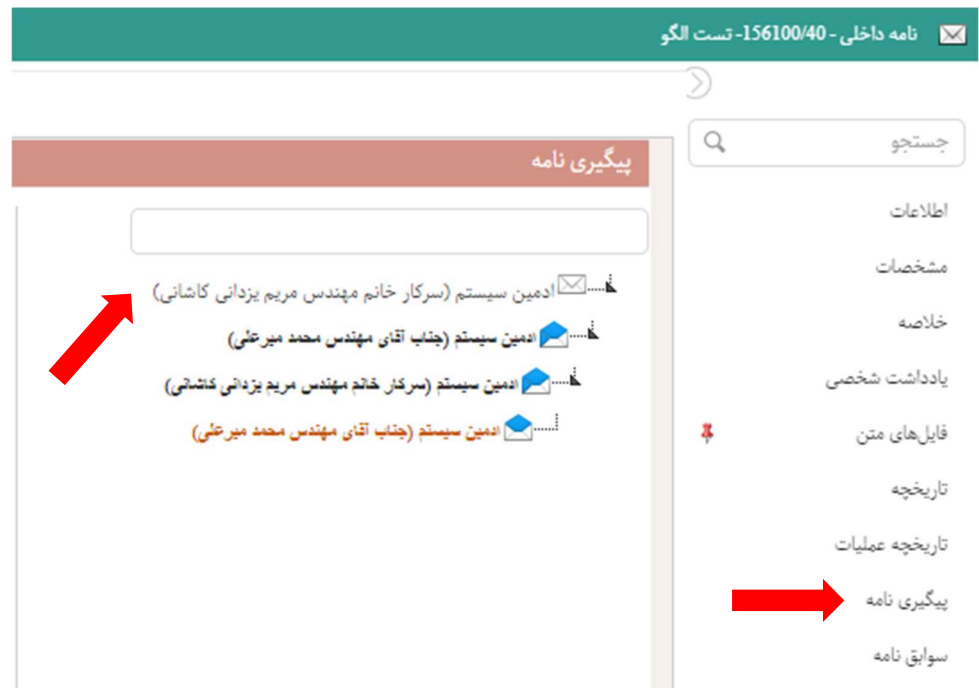 نامه داخلی - 156100/40- تست الگو
جستجو
اطلاعات
مشخصات
خلاصه
یادداشت شخصی
فایل‌های متن
تاریخچه
تاریخچه عملیات
پیگیری نامه
سوابق نامه
پیگیری نامه
ادمین سیستم (سرکار خانم مهندس مریم یزدانی کاشانی)
ادمین سیستم (جناب آقای مهندس محمد میرعلی)
ادمین سیستم (سرکار خانم مهندس مریم یزدانی کاشانی)
ادمین سیستم (جناب آقای مهندس محمد میرعلی)